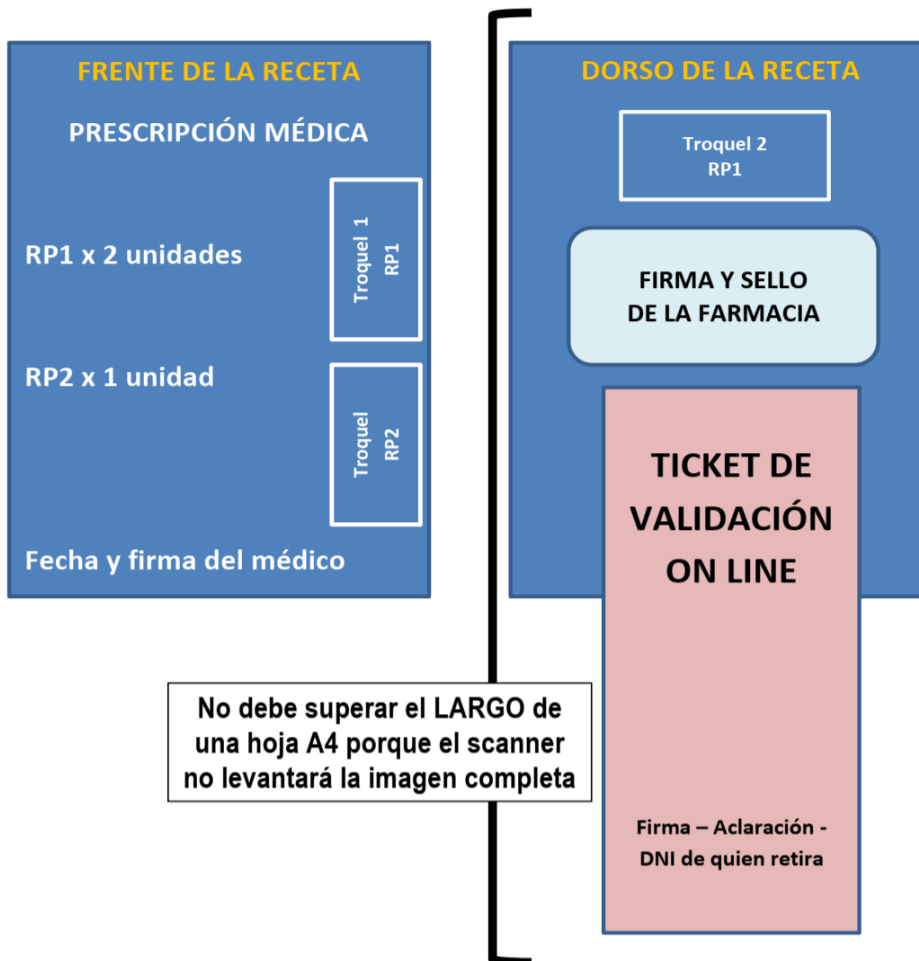 FRENTE DE LA RECETA
PRESCRIPCIÓN MÉDICA
RP1 x 2 unidades
Troquel 1
RP1
RP2 x 1 unidad
Troquel
RP2
Fecha y firma del médico
DORSO DE LA RECETA
Troquel 2
RP1
FIRMA Y SELLO
DE LA FARMACIA
TICKET DE
VALIDACIÓN
ON LINE
Firma – Aclaración -
DNI de quien retira
No debe superar el LARGO de
una hoja A4 porque el scanner
no levantará la imagen completa